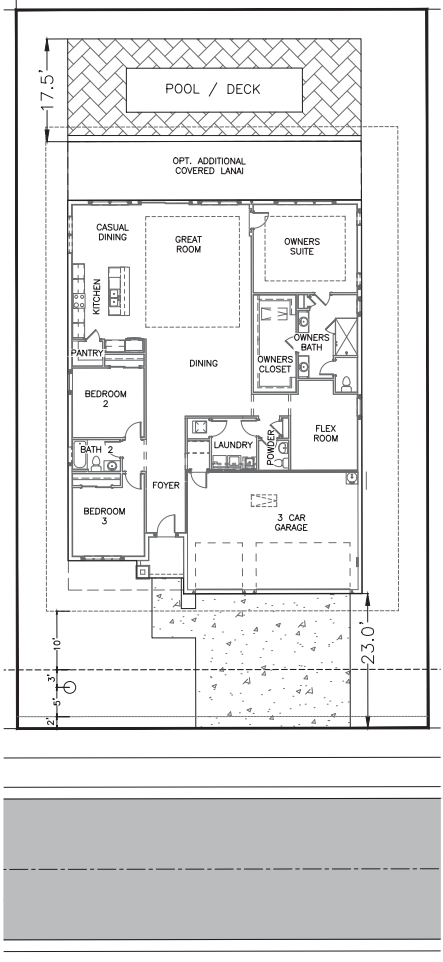 17.5'
POOL / DECK
OPT. ADDITIONAL
COVERED LANAI
CASUAL
DINING
GREAT
ROOM
OWNERS
SUITE
KITCHEN
OWNERS
BATH
PANTRY
DINING
OWNERS
CLOSET
BEDROOM
2
FLEX
ROOM
BATH 2
LAUNDRY
POWDER
FOYER
BEDROOM
3
3 CAR
GARAGE
10'
23.0'
3'
5'
2'